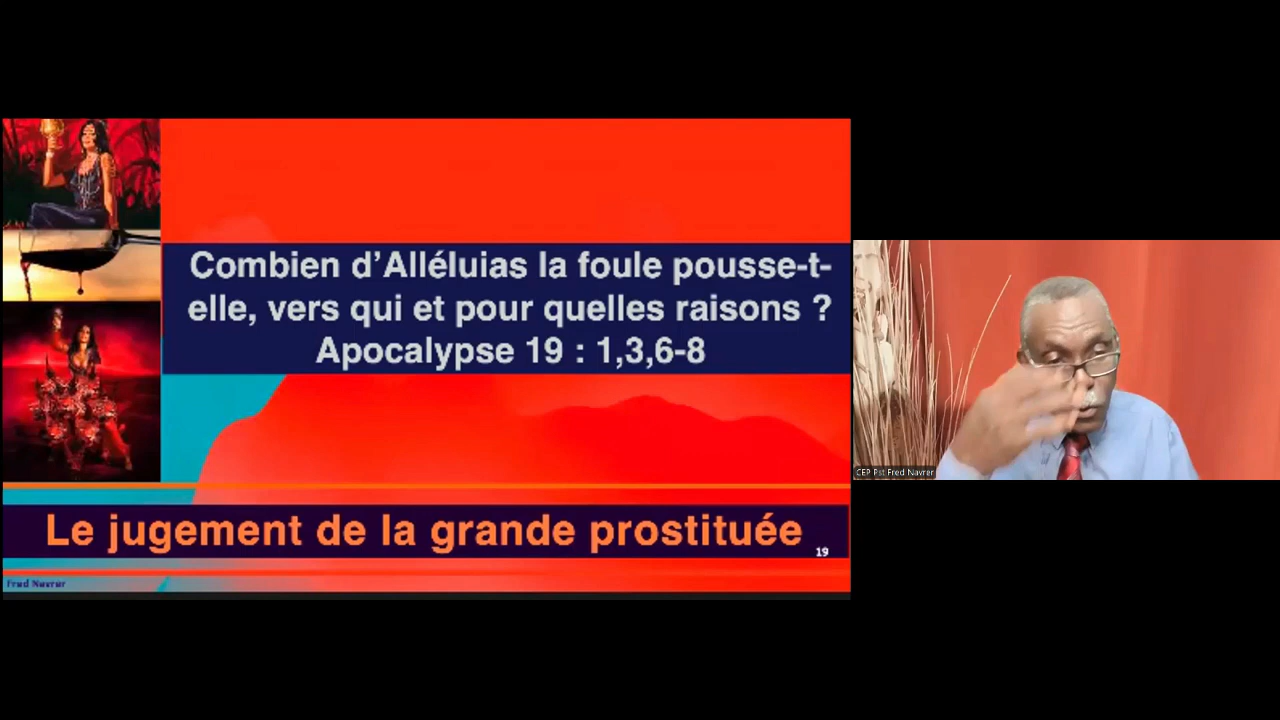 Combien d’Alléluias la foule pousse-t-
elle, vers qui et pour quelles raisons ?
Apocalypse 19 : 1,3,6-8
Le jugement de la grande prostituée
19
Fred Navrer
CEP Pst Fred Navrer